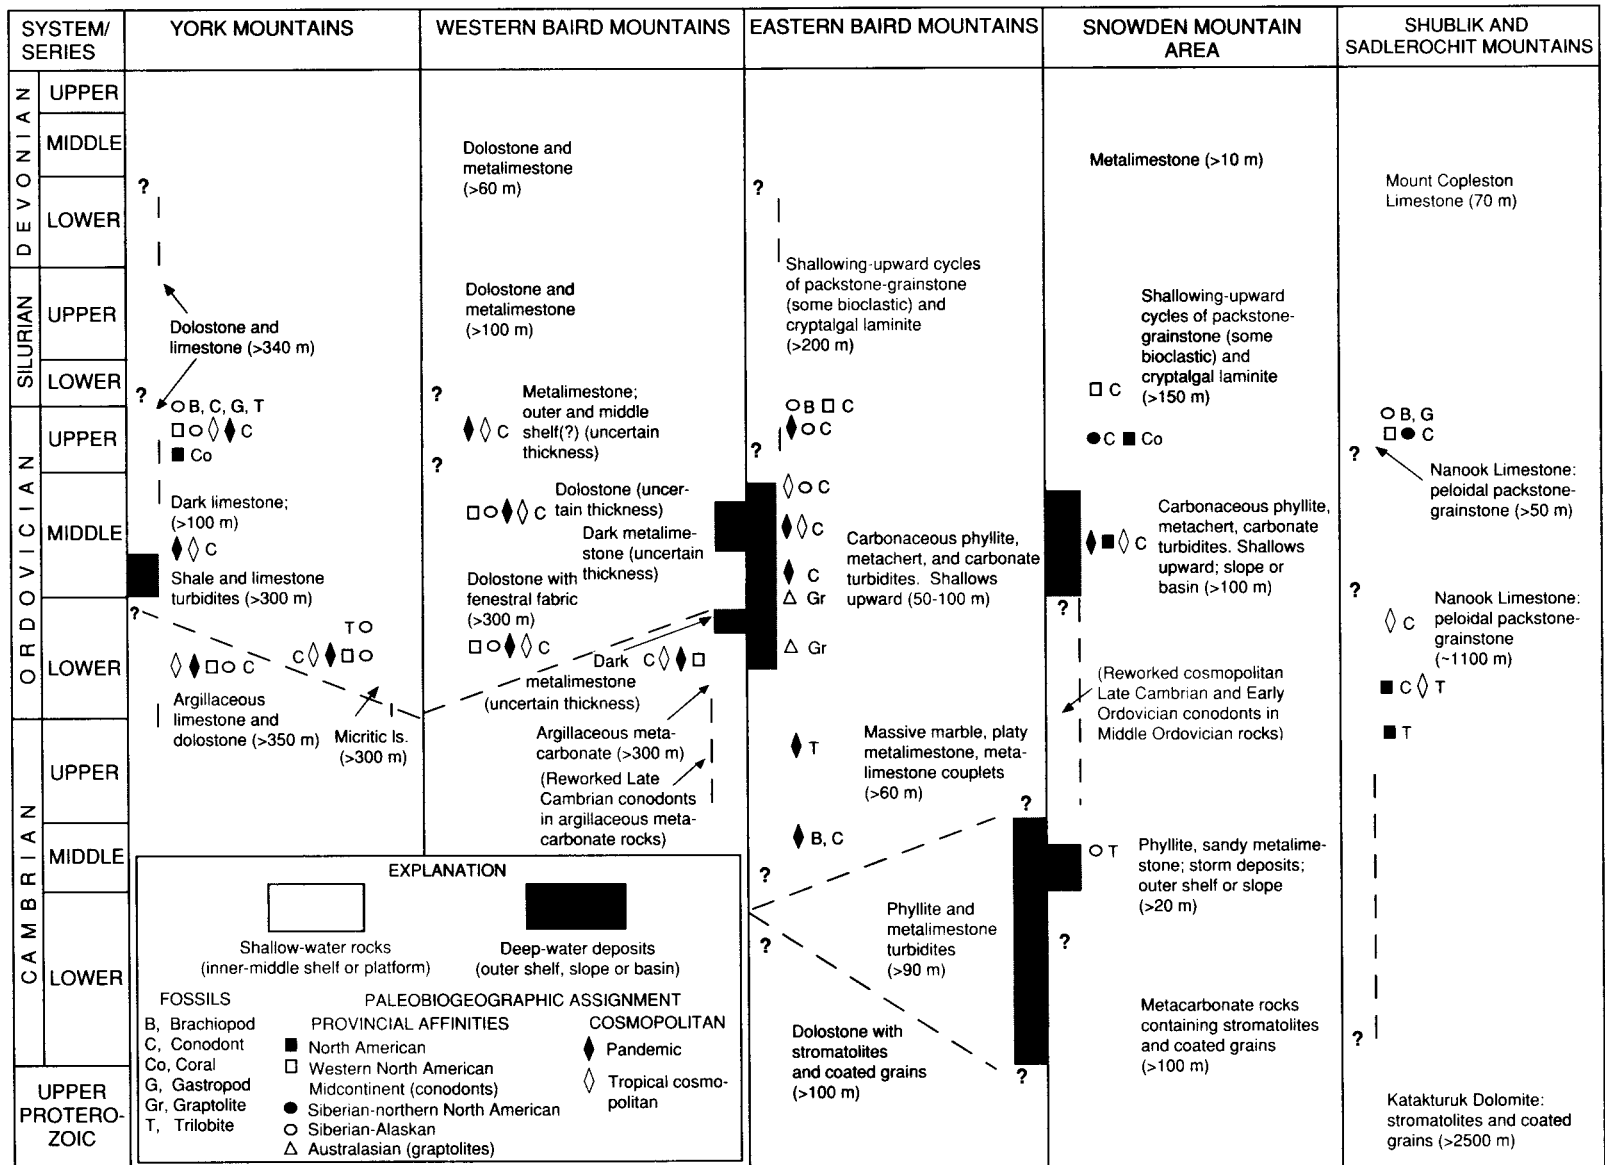 SYSTEM/
SERIES
YORK MOUNTAINS
WESTERN BAIRD MOUNTAINS
EASTERN BAIRD MOUNTAINS
SNOWDEN MOUNTAIN
AREA
SHUBLIK AND
SADLEROCHIT MOUNTAINS
DEVONIAN
UPPER
MIDDLE
LOWER
SILURIAN
UPPER
LOWER
ORDOVICIAN
UPPER
MIDDLE
LOWER
CAMBRIAN
UPPER
MIDDLE
LOWER
UPPER
PROTERO-
ZOIC
?
Dolostone and
limestone (>340 m)
?
B, C, G, T
C
Co
Dark limestone;
(>100 m)
C
Shale and limestone
turbidites (>300 m)
?
T
C
C
Argillaceous
limestone and
dolostone (>350 m)
Micritic ls.
(>300 m)
Dolostone and
metalimestone
(>60 m)
Dolostone and
metalimestone
(>100 m)
?
Metalimestone;
outer and middle
shelf(?) (uncertain
thickness)
C
?
Dolostone (uncer-
tain thickness)
C
Dark metalime-
stone (uncertain
thickness)
Dolostone with
fenestral fabric
(>300 m)
C
Dark
metalimestone
(uncertain thickness)
C
Argillaceous meta-
carbonate (>300 m)
(Reworked Late
Cambrian conodonts
in argillaceous meta-
carbonate rocks)
?
Shallowing-upward cycles
of packstone-grainstone
(some bioclastic) and
cryptalgal laminite
(>200 m)
B C
C
?
C
C
C
Gr
Gr
Carbonaceous phyllite,
metachert, and carbonate
turbidites. Shallows
upward (50-100 m)
T
Massive marble, platy
metalimestone, meta-
limestone couplets
(>60 m)
?
B, C
?
?
Phyllite and
metalimestone
turbidites
(>90 m)
Dolostone with
stromatolites
and coated grains
(>100 m)
?
Metalimestone (>10 m)
Shallowing-upward
cycles of packstone-
grainstone (some
bioclastic) and
cryptalgal laminite
(>150 m)
C
C Co
Carbonaceous phyllite,
metachert, carbonate
turbidites. Shallows
upward; slope or
basin (>100 m)
C
?
(Reworked cosmopolitan
Late Cambrian and Early
Ordovician conodonts in
Middle Ordovician rocks)
T
Phyllite, sandy metalime-
stone; storm deposits;
outer shelf or slope
(>20 m)
?
Metacarbonate rocks
containing stromatolites
and coated grains
(>100 m)
Mount Copleston
Limestone (70 m)
B, G
C
?
Nanook Limestone:
peloidal packstone-
grainstone (>50 m)
?
C
Nanook Limestone:
peloidal packstone-
grainstone
(~1100 m)
C T
T
?
Katakturuk Dolomite:
stromatolites and coated
grains (>2500 m)
EXPLANATION
Shallow-water rocks
(inner-middle shelf or platform)
Deep-water deposits
(outer shelf, slope or basin)
FOSSILS
B, Brachiopod
C, Conodont
Co, Coral
G, Gastropod
Gr, Graptolite
T, Trilobite
PALEOBIOGEOGRAPHIC ASSIGNMENT
PROVINCIAL AFFINITIES
North American
Western North American
Midcontinent (conodonts)
Siberian-northern North American
Siberian-Alaskan
Australasian (graptolites)
COSMOPOLITAN
Pandemic
Tropical cosmo-
politan